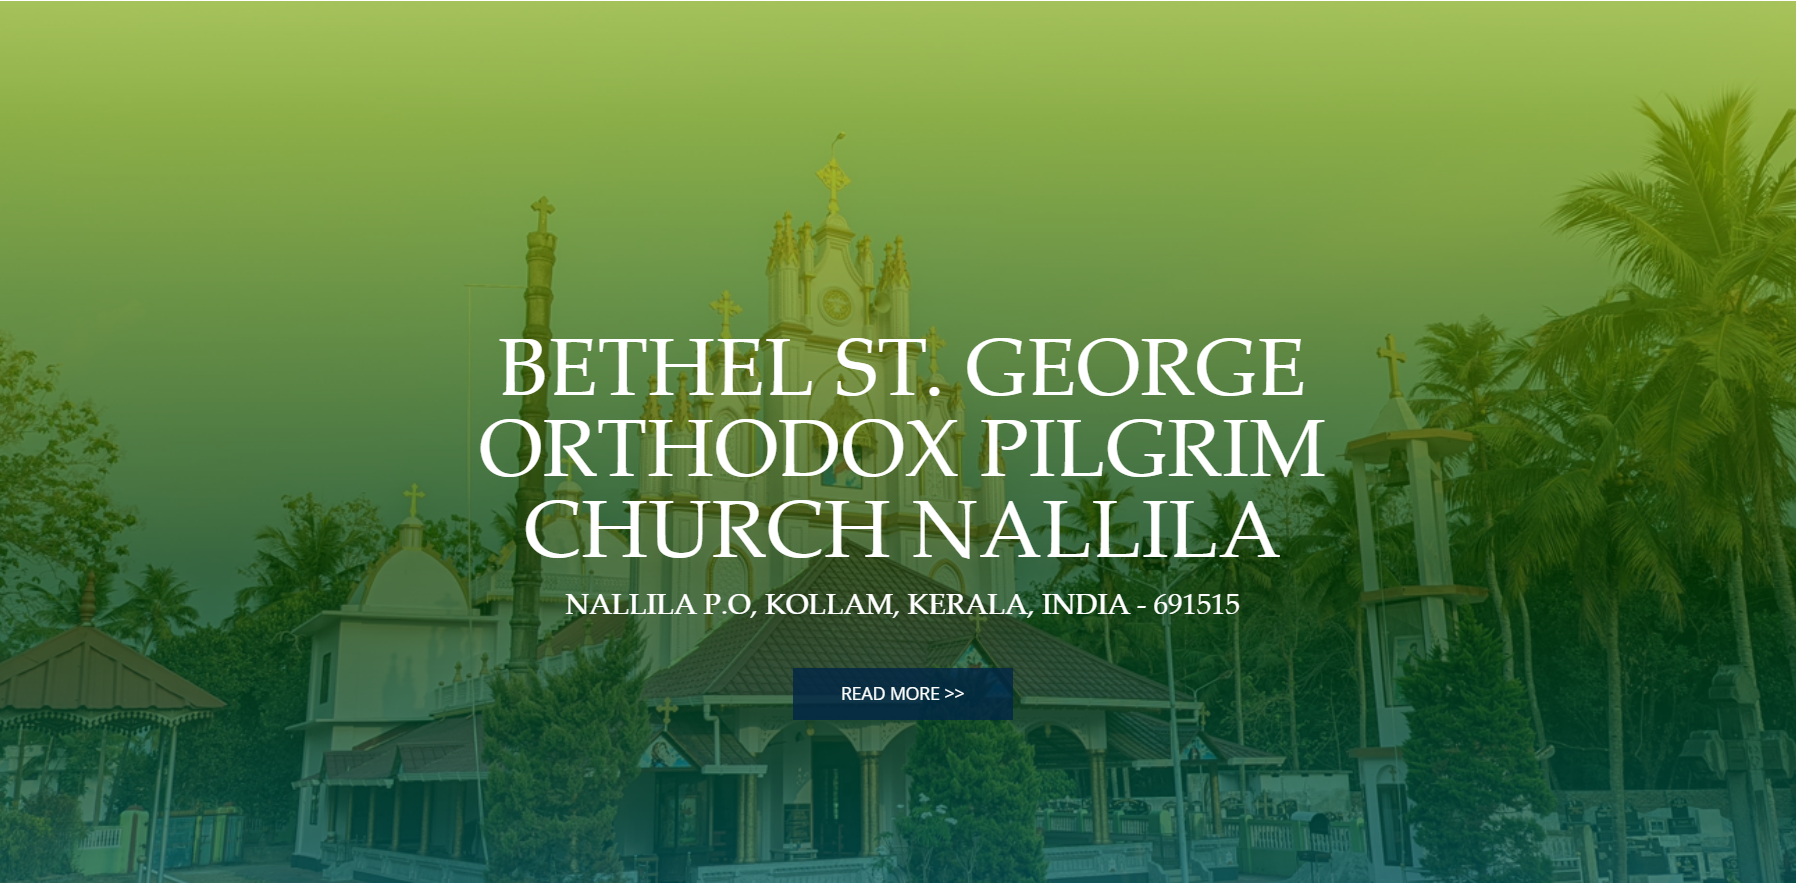 BETHEL ST. GEORGE
ORTHODOX PILGRIM
CHURCH NALLILA
NALLILA P.O, KOLLAM, KERALA, INDIA - 691515
READ MORE >>